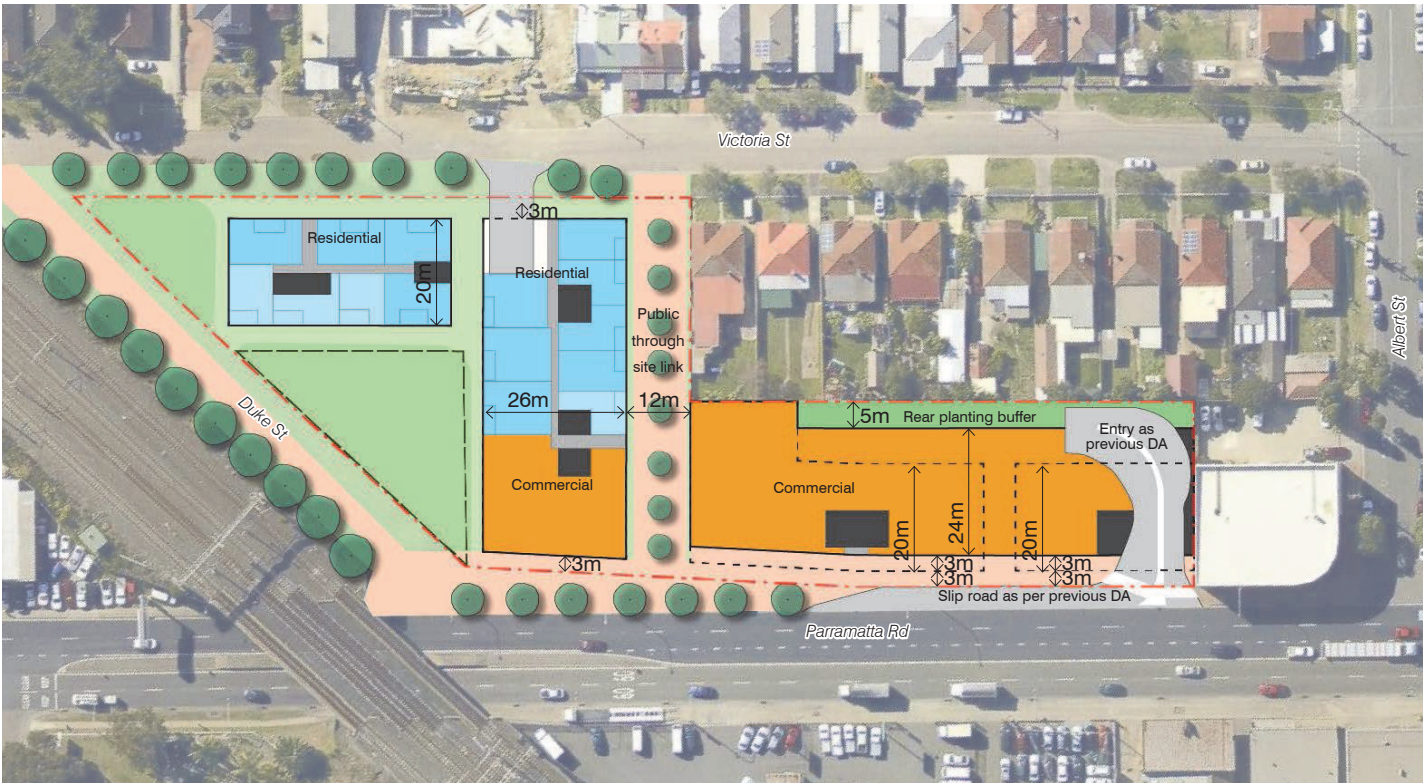 Victoria St
3m
Residential
20m
Residential
Public
through
site link
Albert St
26m
12m
Duke St
5m
Rear planting buffer
Entry as
previous DA
Commercial
Commercial
20m
24m
20m
3m
3m
3m
3m
3m
Slip road as per previous DA
Parramatta Rd